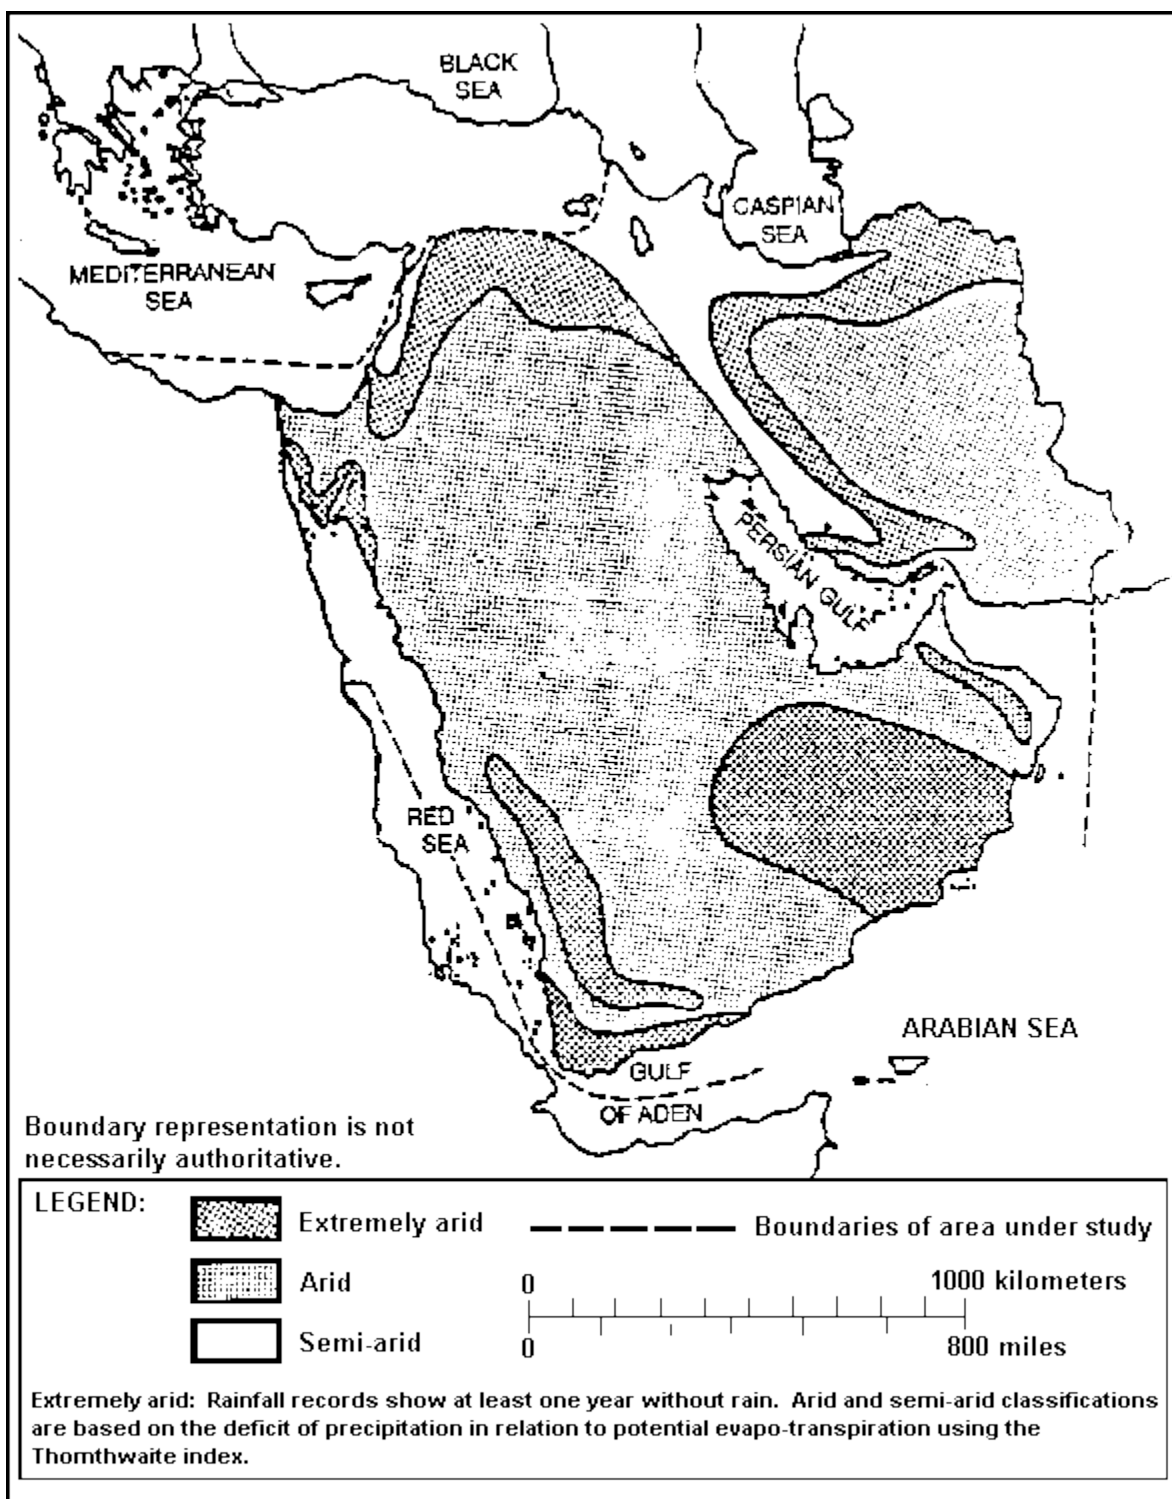 BLACK
SEA
CASPIAN
SEA
MEDITERRANEAN
SEA
PERSIAN GULF
RED
SEA
ARABIAN SEA
GULF
OF ADEN
Boundary representation is not
necessarily authoritative.
LEGEND:
Extremely arid
Boundaries of area under study
Arid
0 1000 kilometers
Semi-arid
0 800 miles
Extremely arid: Rainfall records show at least one year without rain. Arid and semi-arid classifications
are based on the deficit of precipitation in relation to potential evapo-transpiration using the
Thornthwaite index.